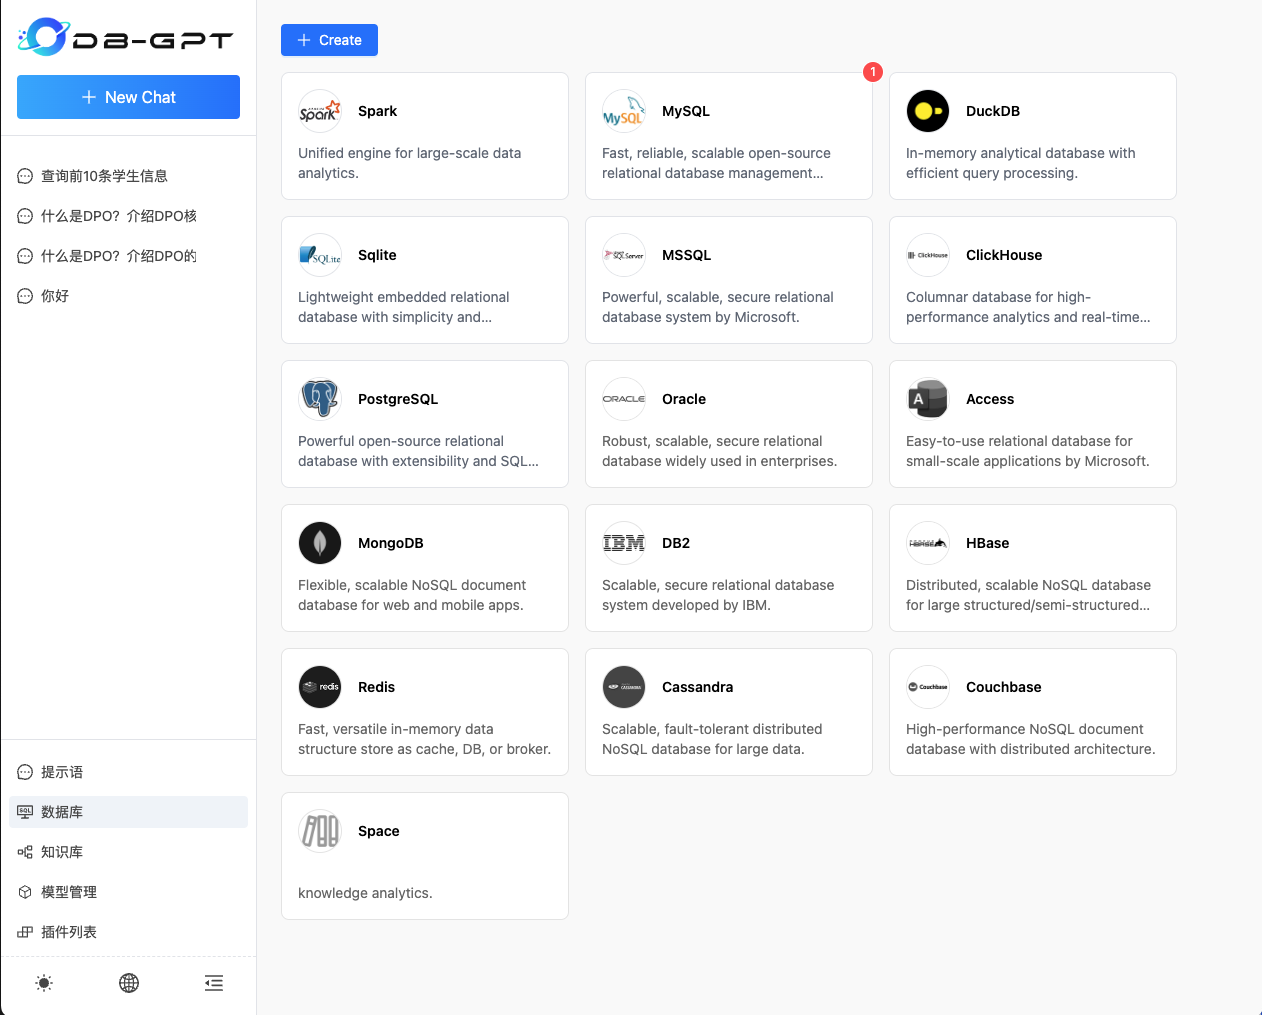 DB-GPT
New Chat
查询前10条学生信息
什么是DPO？介绍DPO核
什么是DPO？介绍DPO的
你好
提示语
数据库
知识库
模型管理
插件列表
Create
Spark
Spark
Unified engine for large-scale data
analytics.
1
MySQL
MySQL
Fast, reliable, scalable open-source
relational database management...
DuckDB
In-memory analytical database with
efficient query processing.
SQLite
Sqlite
Lightweight embedded relational
database with simplicity and...
SQL Server
MSSQL
Powerful, scalable, secure relational
database system by Microsoft.
ClickHouse
ClickHouse
Columnar database for high-
performance analytics and real-time...
PostgreSQL
Powerful open-source relational
database with extensibility and SQL...
ORACLE
Oracle
Robust, scalable, secure relational
database widely used in enterprises.
A
Access
Easy-to-use relational database for
small-scale applications by Microsoft.
MongoDB
Flexible, scalable NoSQL document
database for web and mobile apps.
IBM
DB2
Scalable, secure relational database
system developed by IBM.
HBase
Distributed, scalable NoSQL database
for large structured/semi-structured...
redis
Redis
Fast, versatile in-memory data
structure store as cache, DB, or broker.
Cassandra
Scalable, fault-tolerant distributed
NoSQL database for large data.
Couchbase
Couchbase
High-performance NoSQL document
database with distributed architecture.
Space
knowledge analytics.